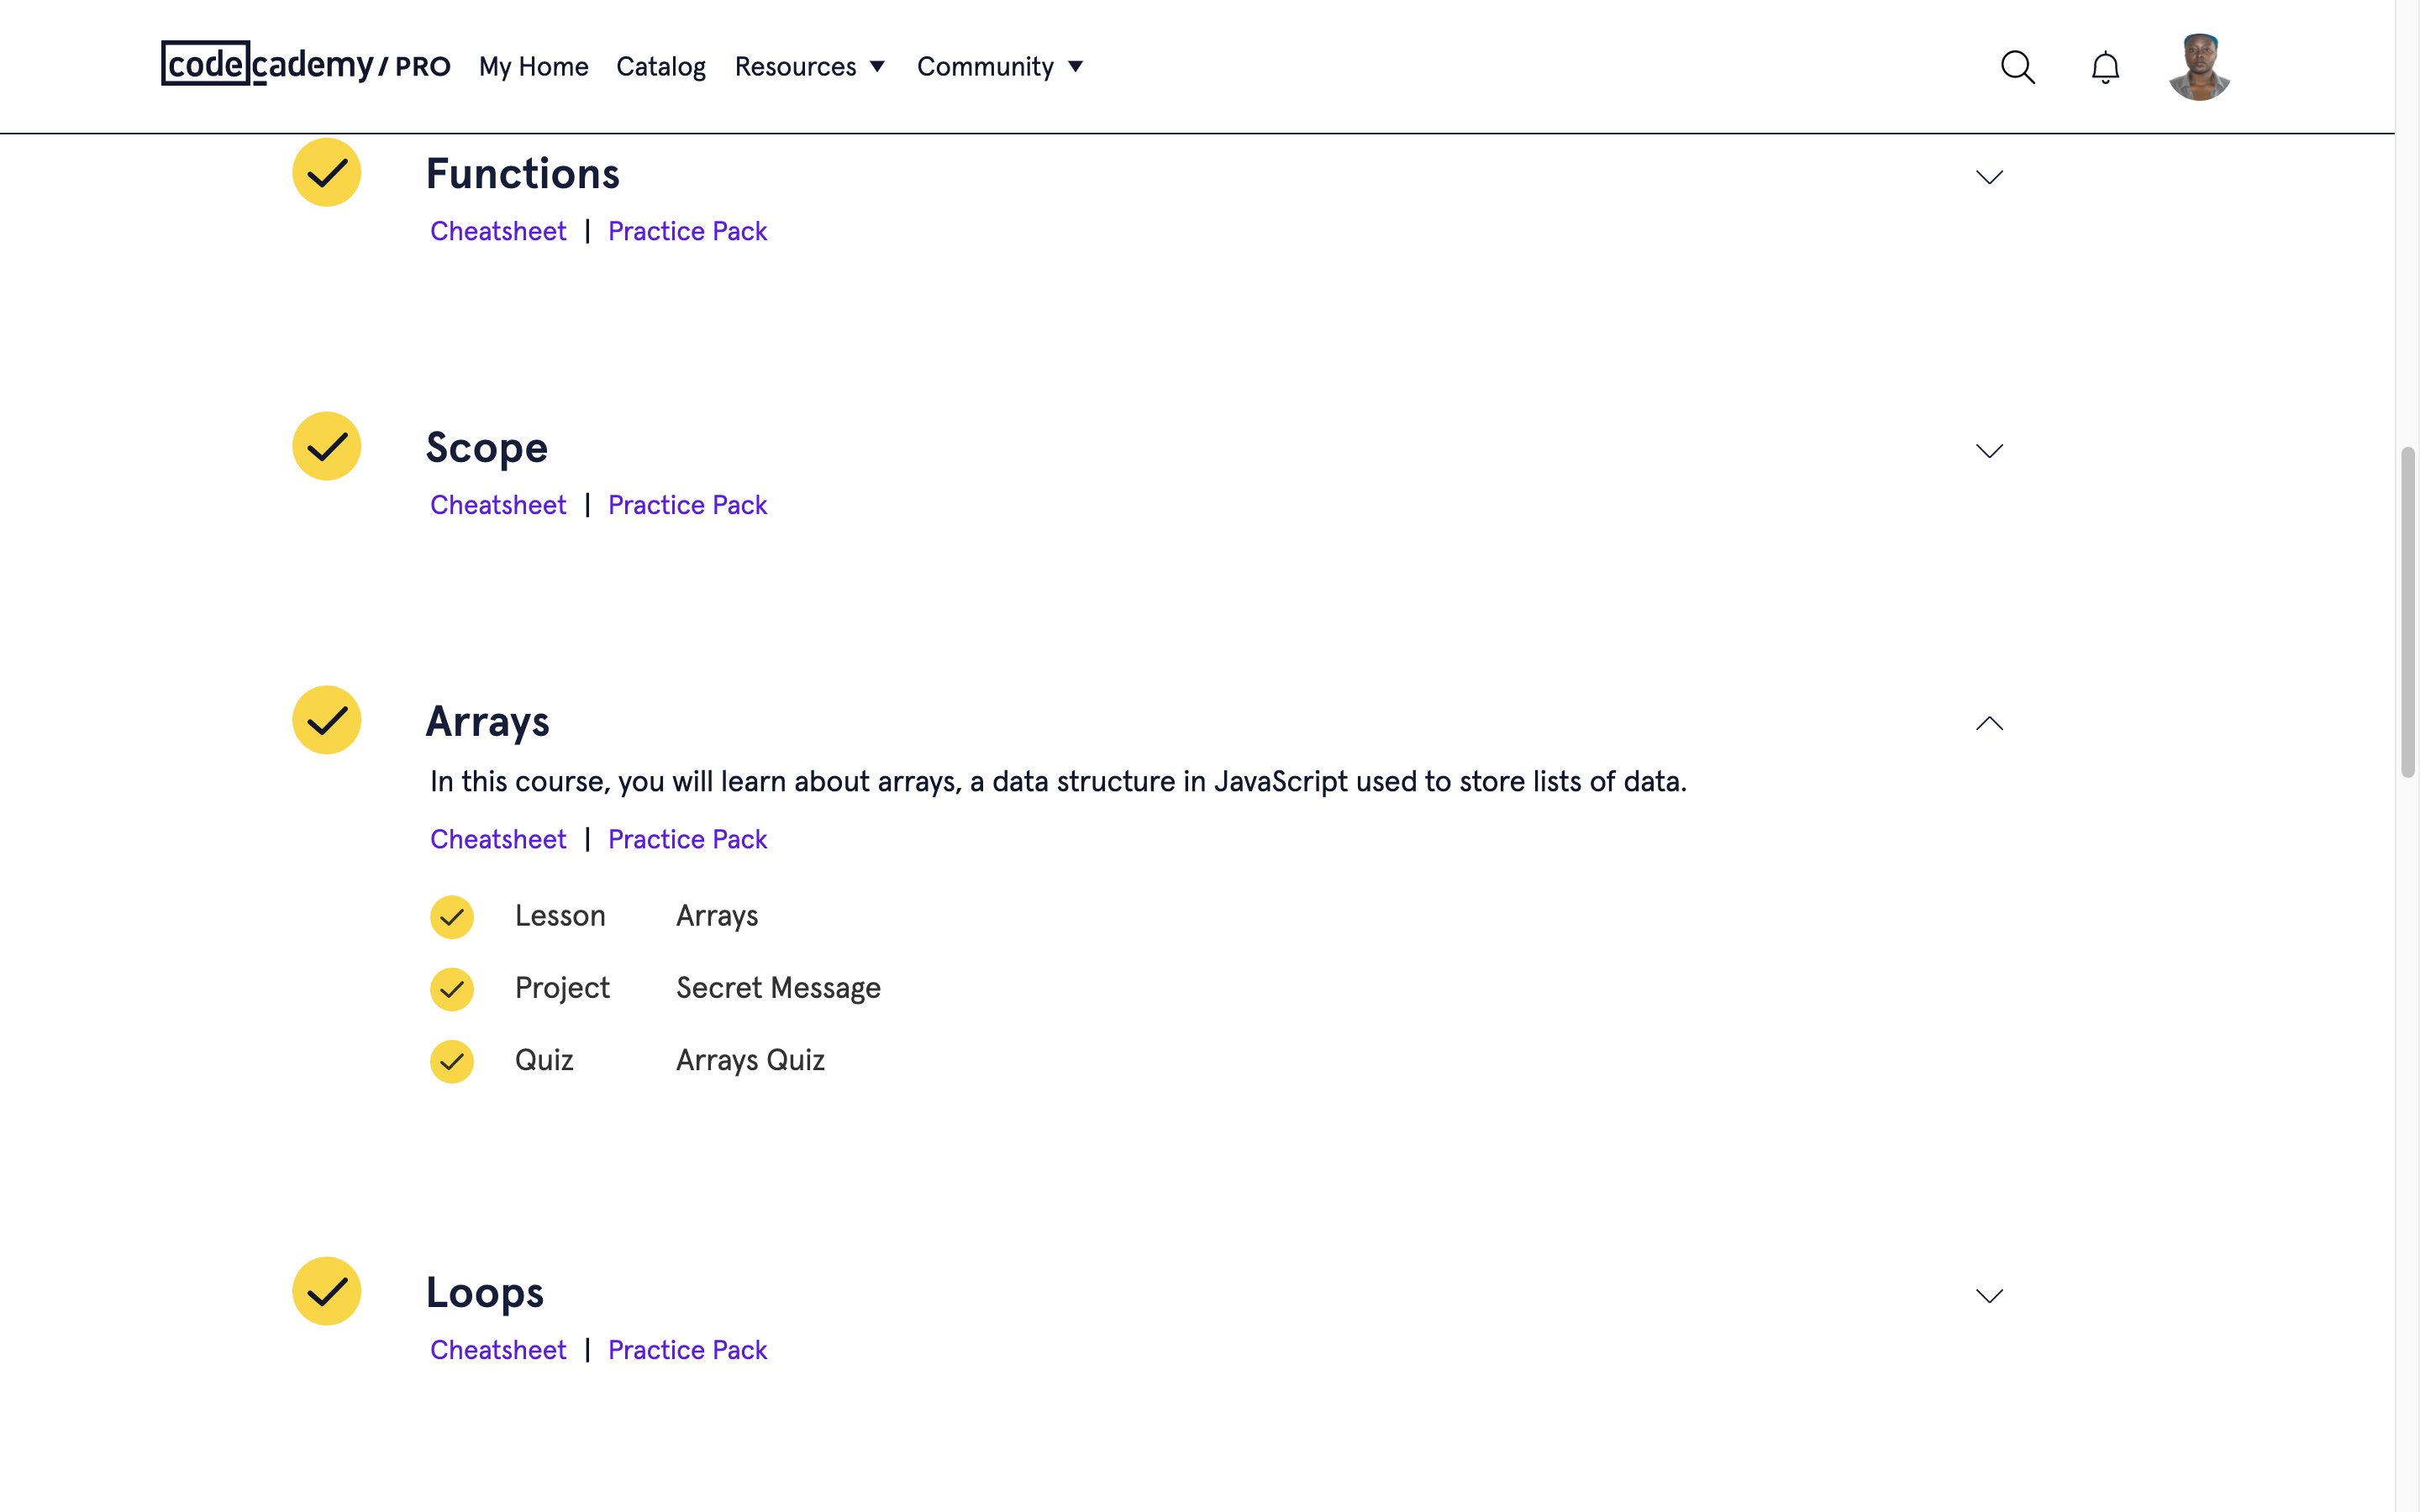 codecademy / PRO My Home Catalog Resources Community
Functions
Cheatsheet | Practice Pack
Scope
Cheatsheet | Practice Pack
Arrays
In this course, you will learn about arrays, a data structure in JavaScript used to store lists of data.
Cheatsheet | Practice Pack
Lesson Arrays
Project Secret Message
Quiz Arrays Quiz
Loops
Cheatsheet | Practice Pack